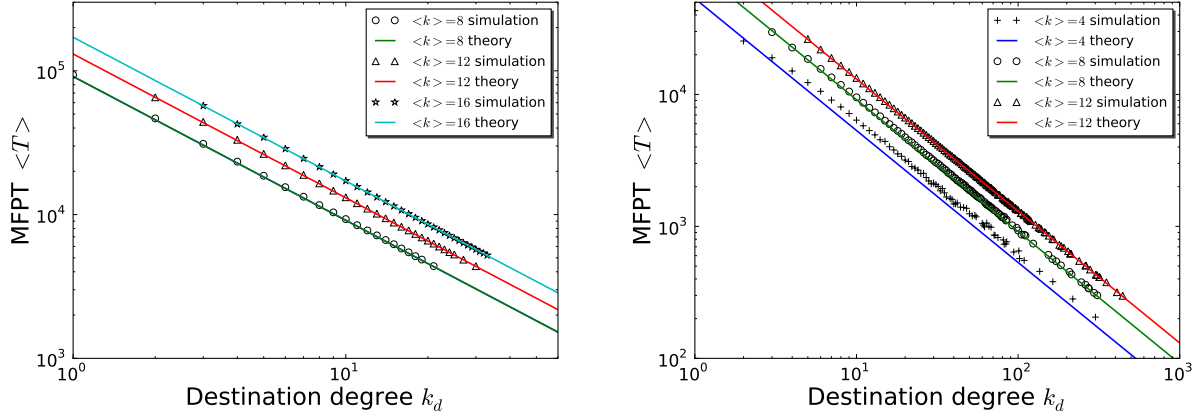 <k>=8 simulation
<k>=8 theory
<k>=12 simulation
<k>=12 theory
<k>=16 simulation
<k>=16 theory
10^5
10^4
10^3
10^0
10^1
MFPT <T>
Destination degree k_d
<k>=4 simulation
<k>=4 theory
<k>=8 simulation
<k>=8 theory
<k>=12 simulation
<k>=12 theory
10^4
10^3
10^2
10^0
10^1
10^2
10^3
MFPT <T>
Destination degree k_d